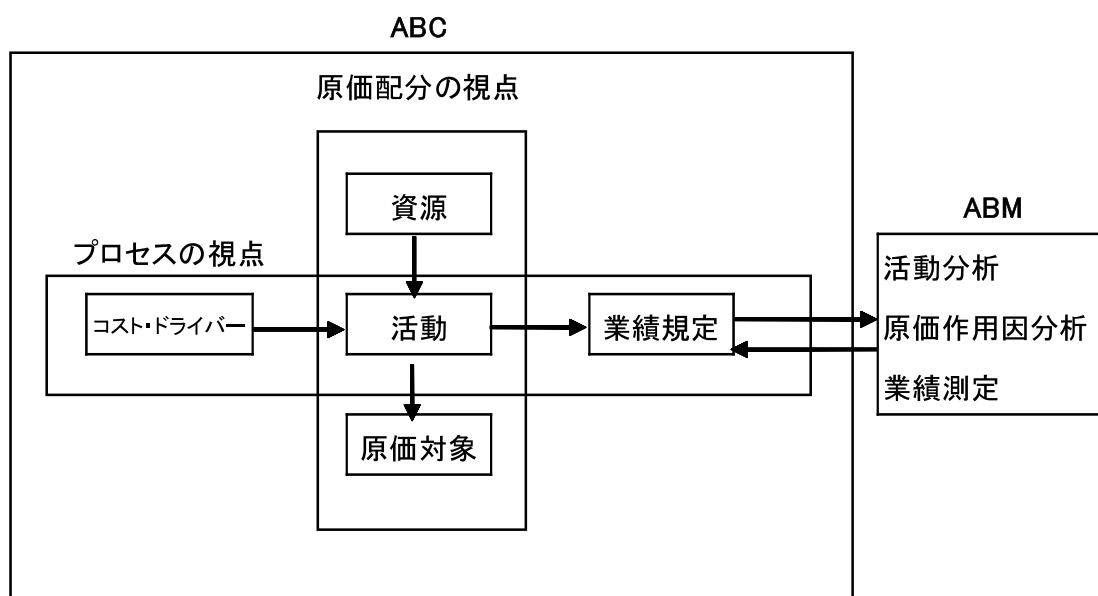 ABC
原価配分の視点
資源
ABM
プロセスの視点
活動分析
コスト・ドライバー
活動
業績規定
原価作用因分析
業績測定
原価対象